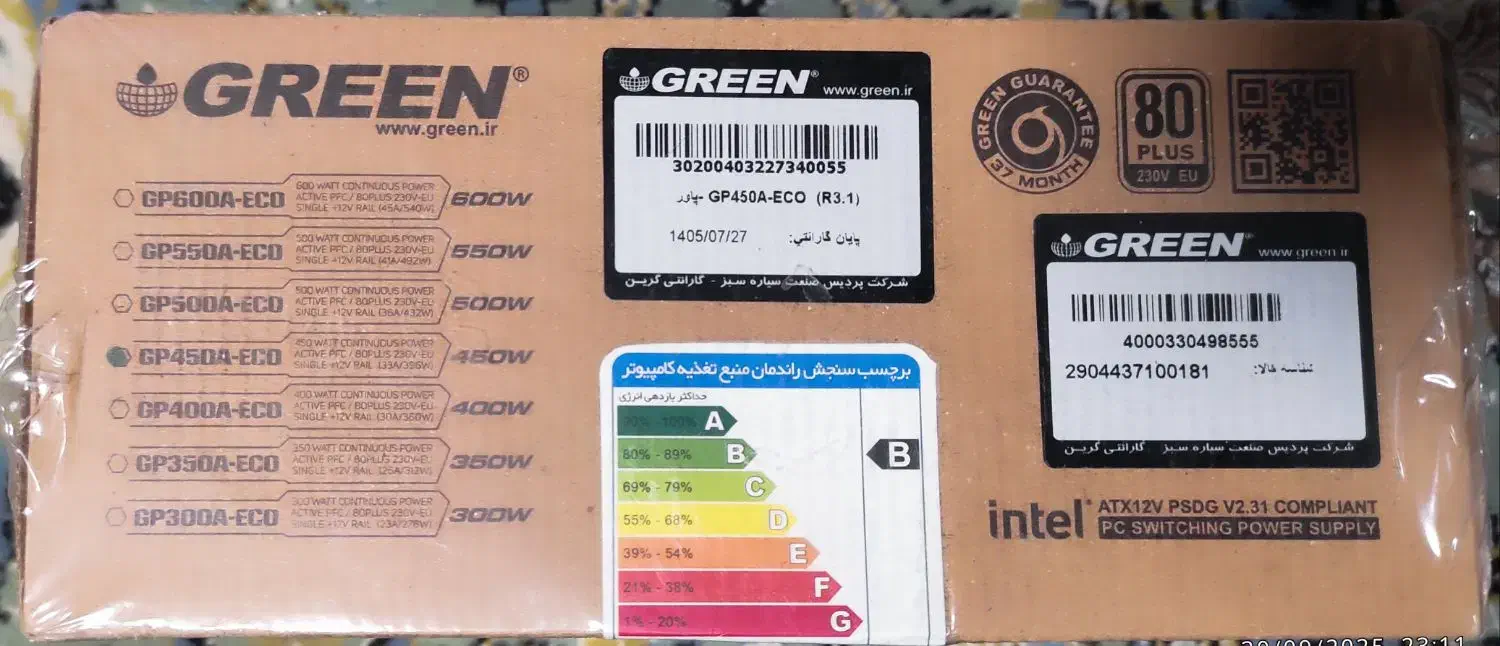 GREEN®
www.green.ir
GP600A-ECO
600 WATT CONTINUOUS POWER
ACTIVE PFC / 80PLUS 230V-EU
SINGLE +12V RAIL (45A/540W)
600W
GP550A-ECO
500 WATT CONTINUOUS POWER
ACTIVE PFC / 80PLUS 230V-EU
SINGLE +12V RAIL (41A/492W)
550W
GP500A-ECO
500 WATT CONTINUOUS POWER
ACTIVE PFC / 80PLUS 230V-EU
SINGLE +12V RAIL (36A/432W)
500W
GP450A-ECO
450 WATT CONTINUOUS POWER
ACTIVE PFC / 80PLUS 230V-EU
SINGLE +12V RAIL (33A/396W)
450W
GP400A-ECO
400 WATT CONTINUOUS POWER
ACTIVE PFC / 80PLUS 230V-EU
SINGLE +12V RAIL (30A/360W)
400W
GP350A-ECO
350 WATT CONTINUOUS POWER
ACTIVE PFC / 80PLUS 230V-EU
SINGLE +12V RAIL (26A/312W)
350W
GP300A-ECO
300 WATT CONTINUOUS POWER
ACTIVE PFC / 80PLUS 230V-EU
SINGLE +12V RAIL (23A/276W)
300W
GREEN® www.green.ir
30200403227340055
پاور- GP450A-ECO (R3.1)
پایان گارانتی: 1405/07/27
شرکت پردیس صنعت سیاره سبز - گارانتی گرین
برچسب سنجش راندمان منبع تغذیه کامپیوتر
حداکثر بازدهی انرژی
90% - 100% A
80% - 89% B
B
69% - 79% C
55% - 68% D
39% - 54% E
21% - 38% F
1% - 20% G
GREEN GUARANTEE
37 MONTH
80
PLUS
230V EU
GREEN® www.green.ir
4000330498555
شناسه کالا: 2904437100181
شرکت پردیس صنعت سیاره سبز - گارانتی گرین
intel® ATX12V PSDG V2.31 COMPLIANT
PC SWITCHING POWER SUPPLY
20/09/2025 23:11